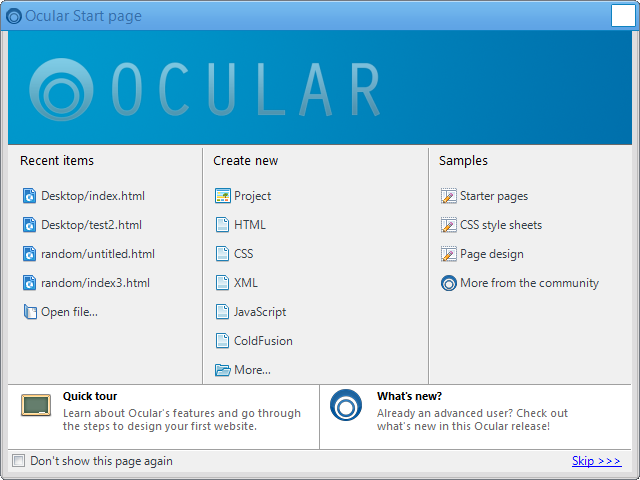 Ocular Start page
OCULAR
Recent items
Desktop/index.html
Desktop/test2.html
random/untitled.html
random/index3.html
Open file...
Create new
Project
HTML
CSS
XML
JavaScript
ColdFusion
More...
Samples
Starter pages
CSS style sheets
Page design
More from the community
Quick tour
Learn about Ocular's features and go through
the steps to design your first website.
What's new?
Already an advanced user? Check out
what's new in this Ocular release!
Don't show this page again
Skip >>>